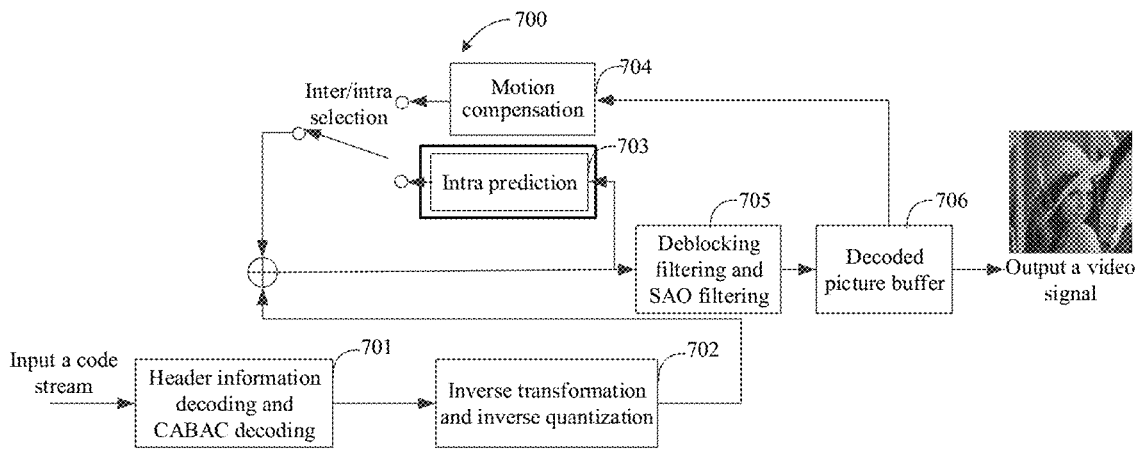 700
704
Motion
compensation
Inter/intra
selection
703
Intra prediction
705
706
Deblocking
filtering and
SAO filtering
Decoded
picture buffer
Output a video
signal
Input a code
stream
701
702
Header information
decoding and
CABAC decoding
Inverse transformation
and inverse quantization